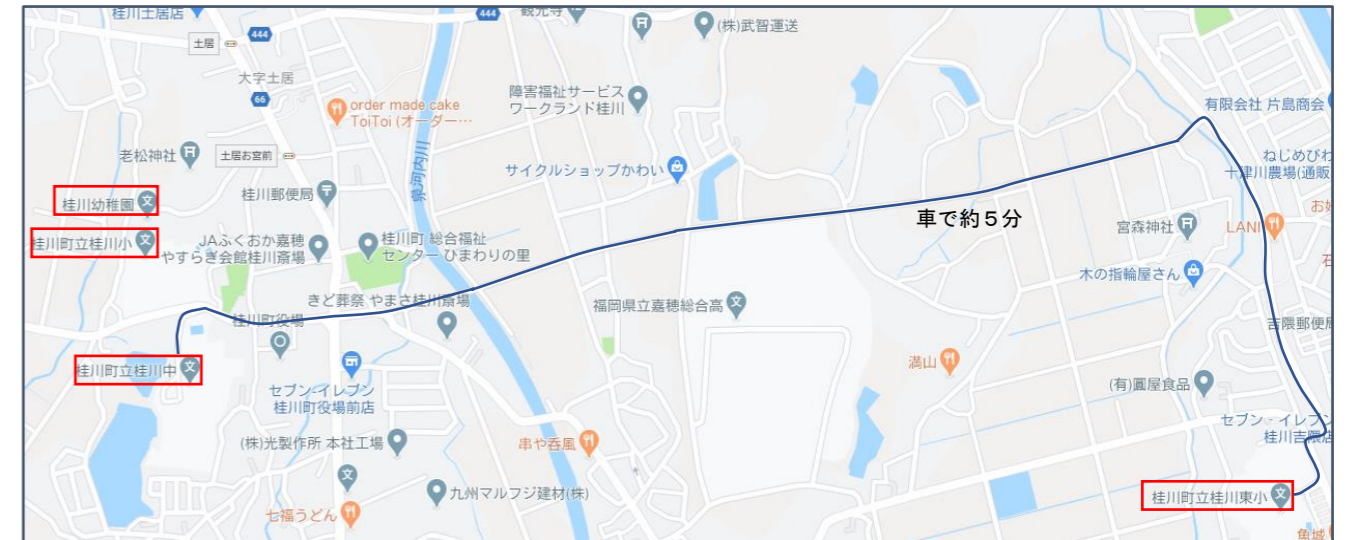 桂川土居店
444
観光寺
(株)武智運送
土居
444
大字土居
66
order made cake
ToiToi (オーダー…
障害福祉サービス
ワークランド桂川
有限会社 片島商会
老松神社
土居お宮前
泉河内川
サイクルショップかわい
ねじめびわ
十津川農場(通販
桂川幼稚園
桂川郵便局
車で約5分
お好
宮森神社
LANI
桂川町立桂川小
JAふくおか嘉穂
やすらぎ会館桂川斎場
桂川町 総合福祉
センター ひまわりの里
石
木の指輪屋さん
きど葬祭 やまさ桂川斎場
福岡県立嘉穂総合高
桂川町役場
吉隈郵便局
桂川町立桂川中
満山
セブン-イレブン
桂川町役場前店
(有)圓屋食品
セブン-イレブン
桂川吉隈店
(株)光製作所 本社工場
串や呑風
九州マルフジ建材(株)
桂川町立桂川東小
七福うどん
魚城